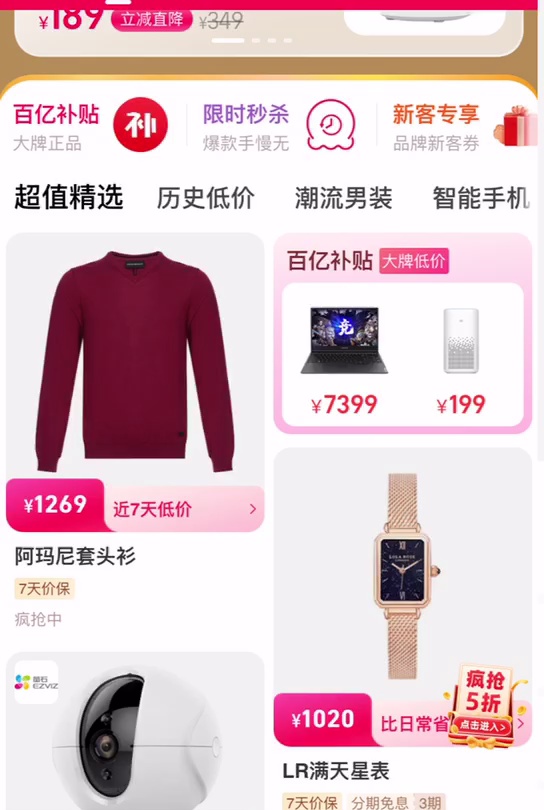 ¥189 立减直降 ¥349
百亿补贴
大牌正品
补
限时秒杀
爆款手慢无
新客专享
品牌新客券
超值精选 历史低价 潮流男装 智能手机
百亿补贴 大牌低价
竞
¥7399 ¥199
¥1269 近7天低价 >
阿玛尼套头衫
7天价保
疯抢中
萤石
EZVIZ
LOLA ROSE
¥1020 比日常省 >
疯抢
5折
点击进入>
LR满天星表
7天价保 分期免息 3期